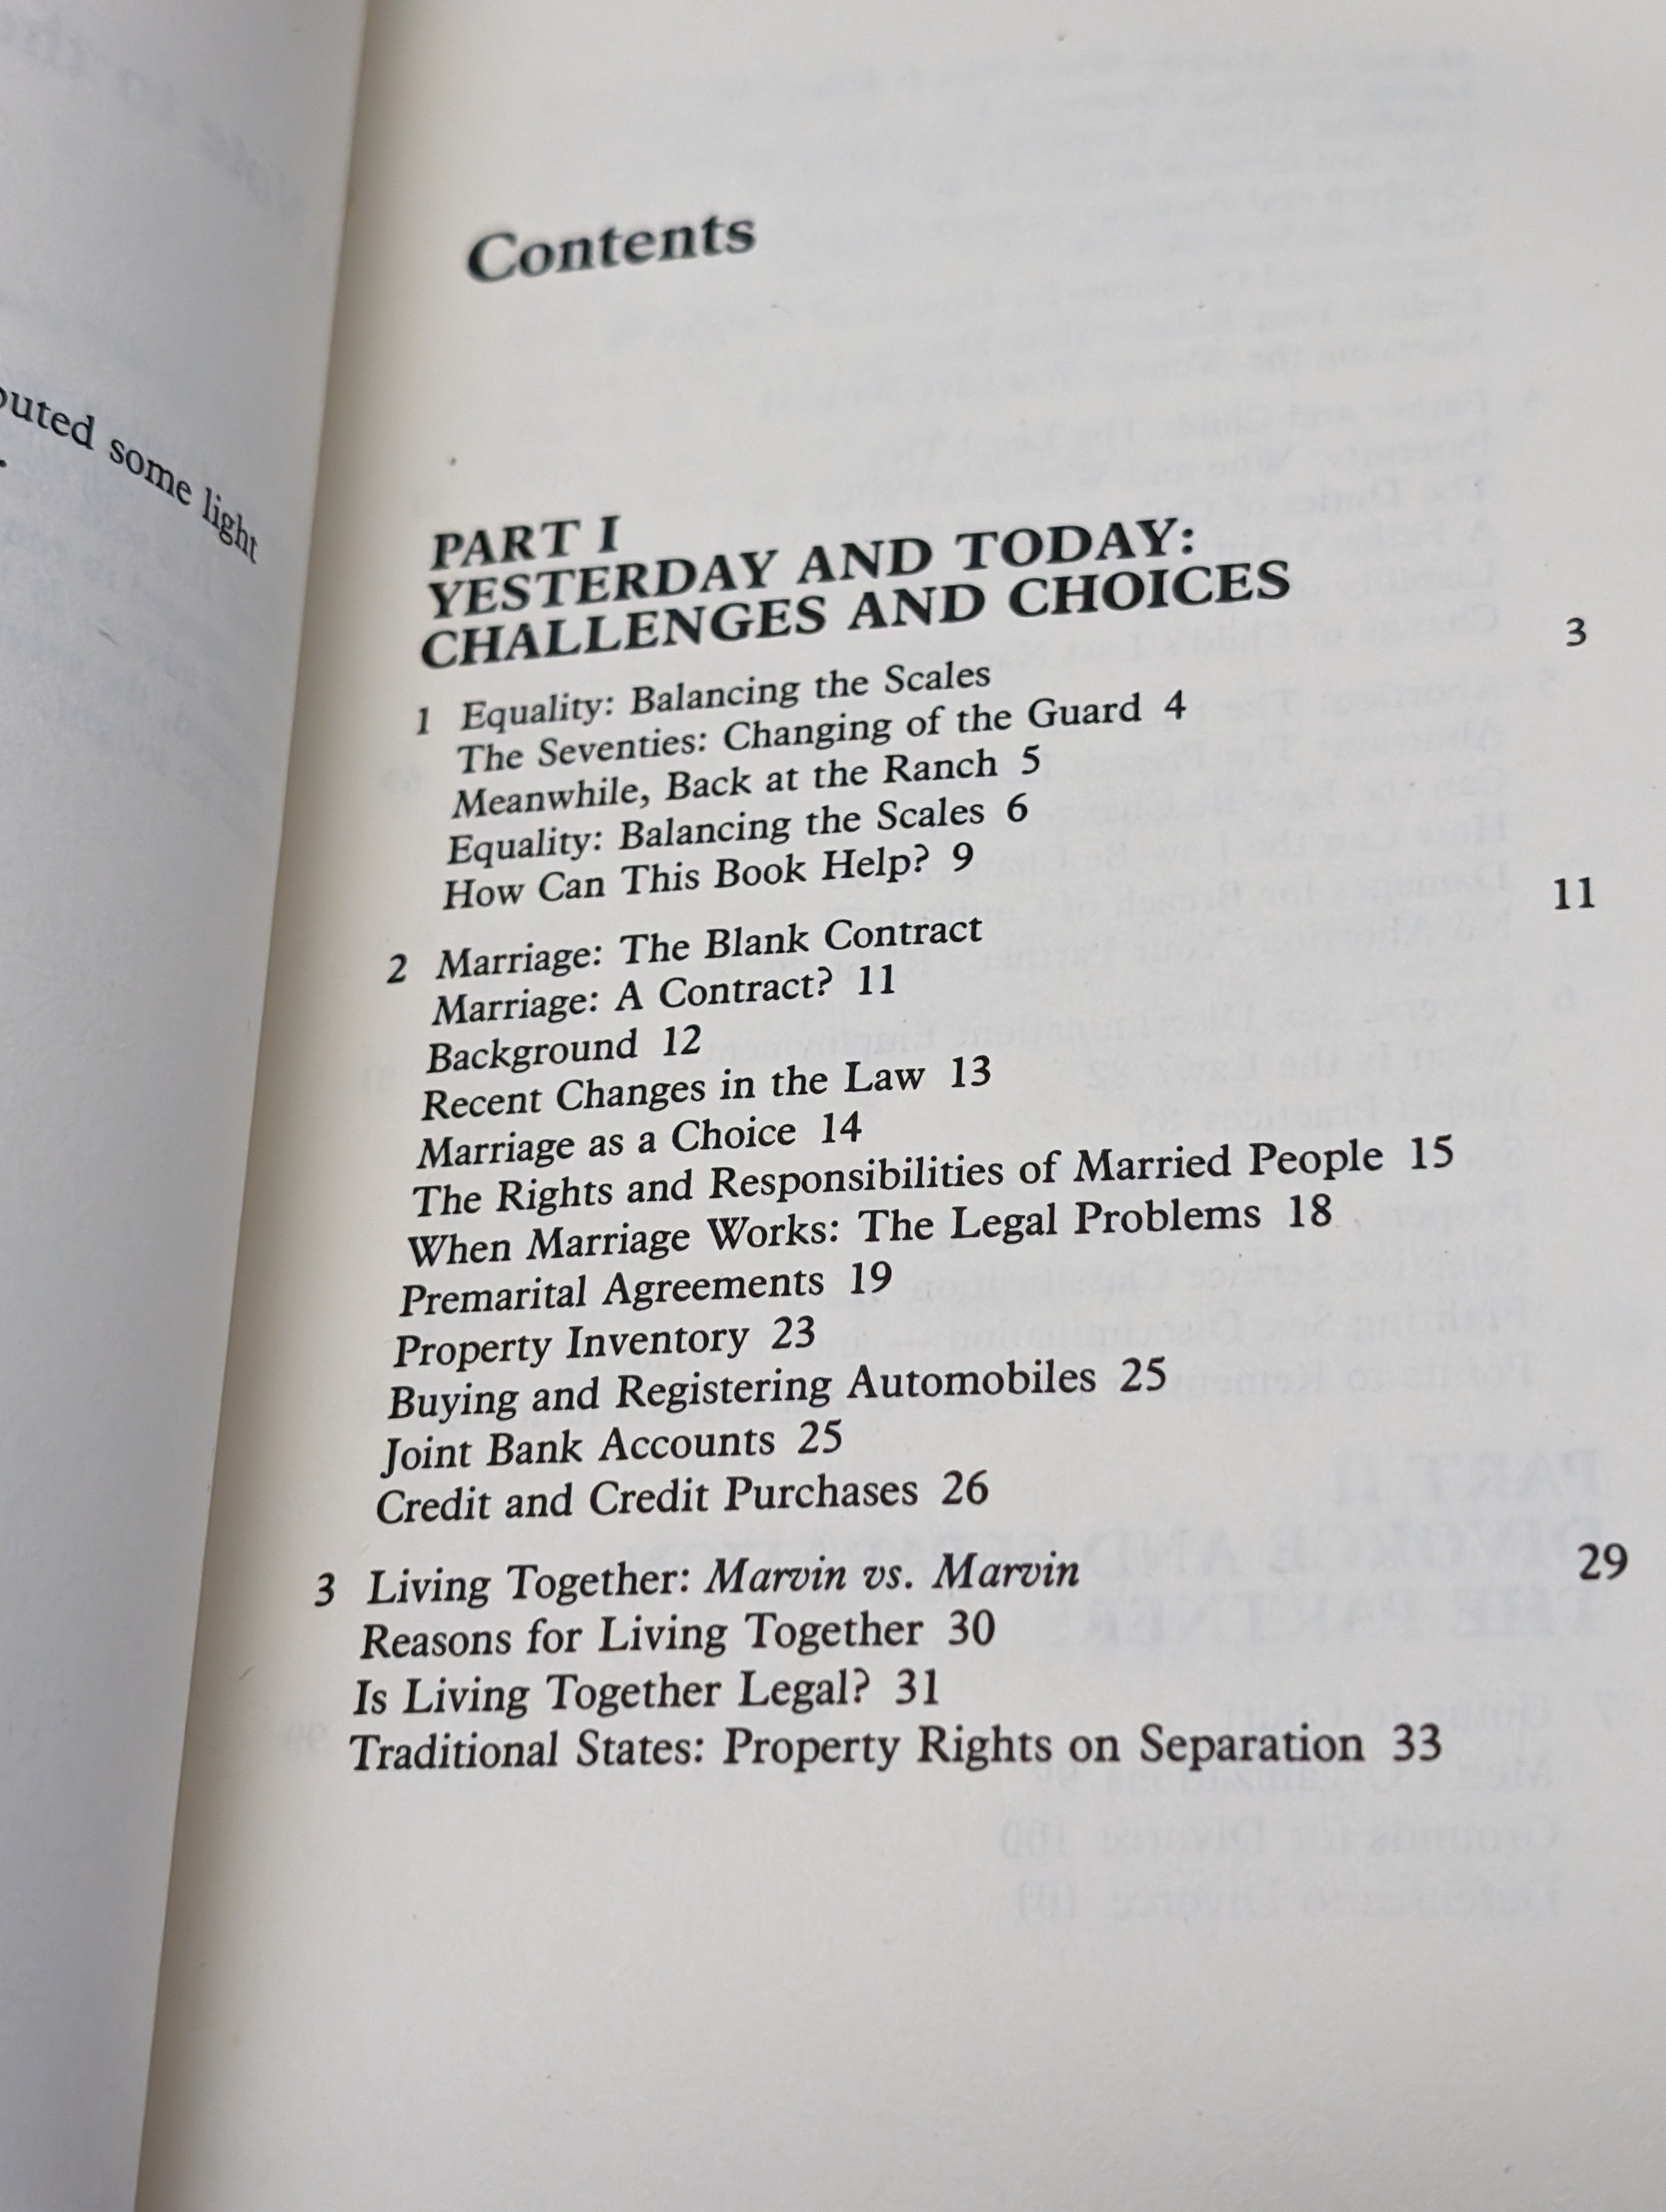 outed some light
Contents
PART I
YESTERDAY AND TODAY:
CHALLENGES AND CHOICES
1 Equality: Balancing the Scales 3
The Seventies: Changing of the Guard 4
Meanwhile, Back at the Ranch 5
Equality: Balancing the Scales 6
How Can This Book Help? 9
2 Marriage: The Blank Contract 11
Marriage: A Contract? 11
Background 12
Recent Changes in the Law 13
Marriage as a Choice 14
The Rights and Responsibilities of Married People 15
When Marriage Works: The Legal Problems 18
Premarital Agreements 19
Property Inventory 23
Buying and Registering Automobiles 25
Joint Bank Accounts 25
Credit and Credit Purchases 26
3 Living Together: Marvin vs. Marvin 29
Reasons for Living Together 30
Is Living Together Legal? 31
Traditional States: Property Rights on Separation 33